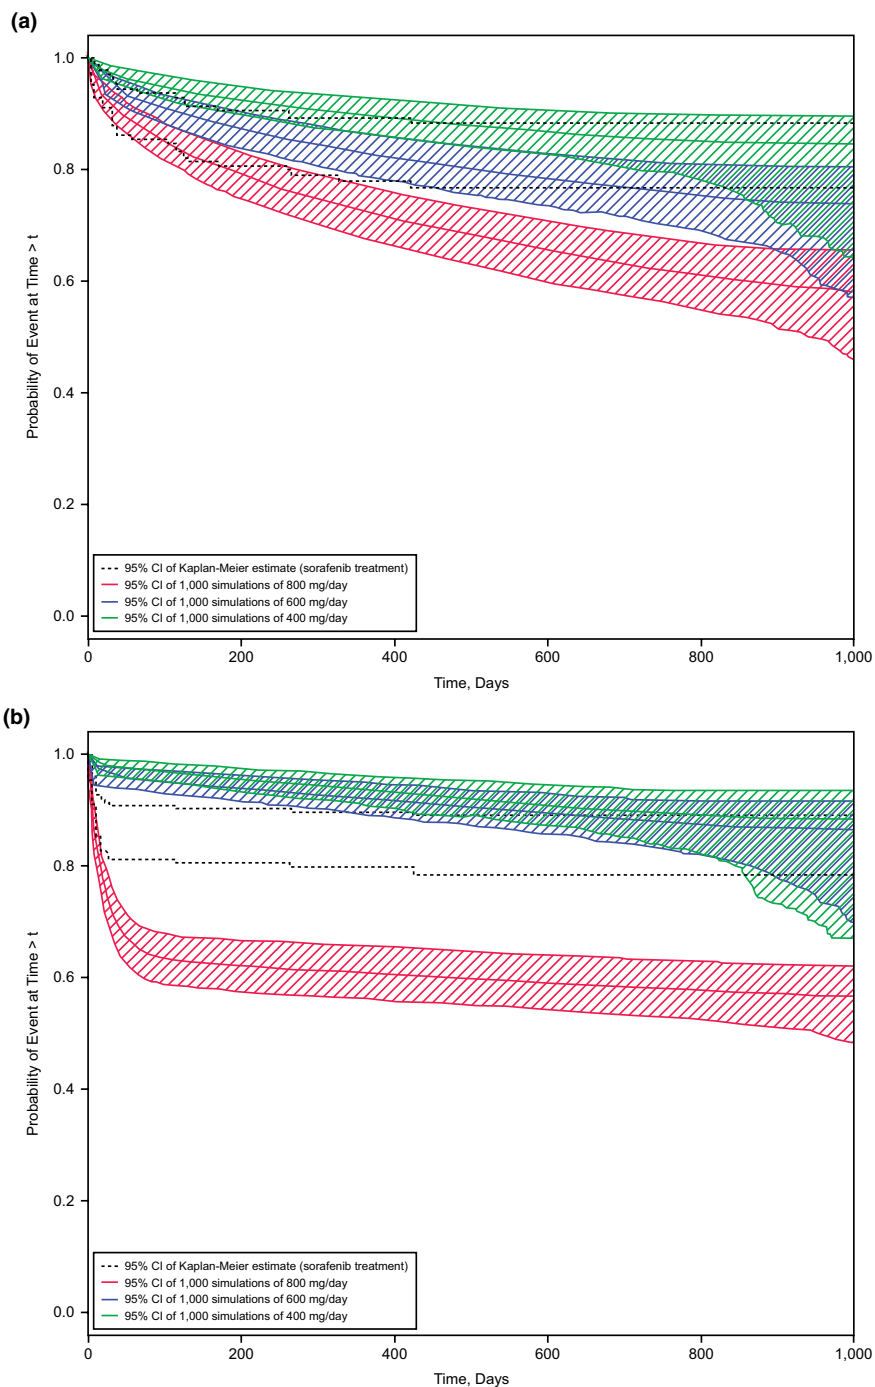 (a)
1.0
0.8
0.6
0.4
0.2
0.0
Probability of Event at Time > t
95% CI of Kaplan-Meier estimate (sorafenib treatment)
95% CI of 1,000 simulations of 800 mg/day
95% CI of 1,000 simulations of 600 mg/day
95% CI of 1,000 simulations of 400 mg/day
0 200 400 600 800 1,000
Time, Days
(b)
1.0
0.8
0.6
0.4
0.2
0.0
Probability of Event at Time > t
95% CI of Kaplan-Meier estimate (sorafenib treatment)
95% CI of 1,000 simulations of 800 mg/day
95% CI of 1,000 simulations of 600 mg/day
95% CI of 1,000 simulations of 400 mg/day
0 200 400 600 800 1,000
Time, Days